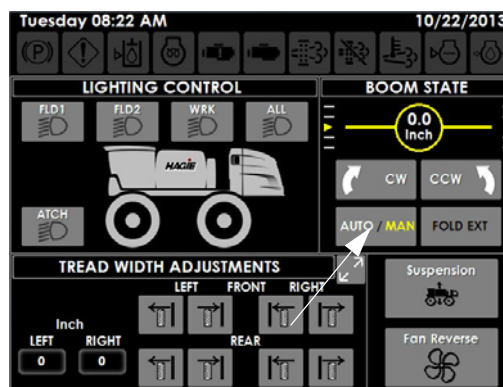 Tuesday 08:22 AM 10/22/2013
(P)
LIGHTING CONTROL
FLD1 FLD2 WRK ALL
HAGIE
ATCH
BOOM STATE
0.0
Inch
CW CCW
AUTO / MAN FOLD EXT
TREAD WIDTH ADJUSTMENTS
LEFT FRONT RIGHT
Inch
LEFT RIGHT
0 0
REAR
Suspension
Fan Reverse